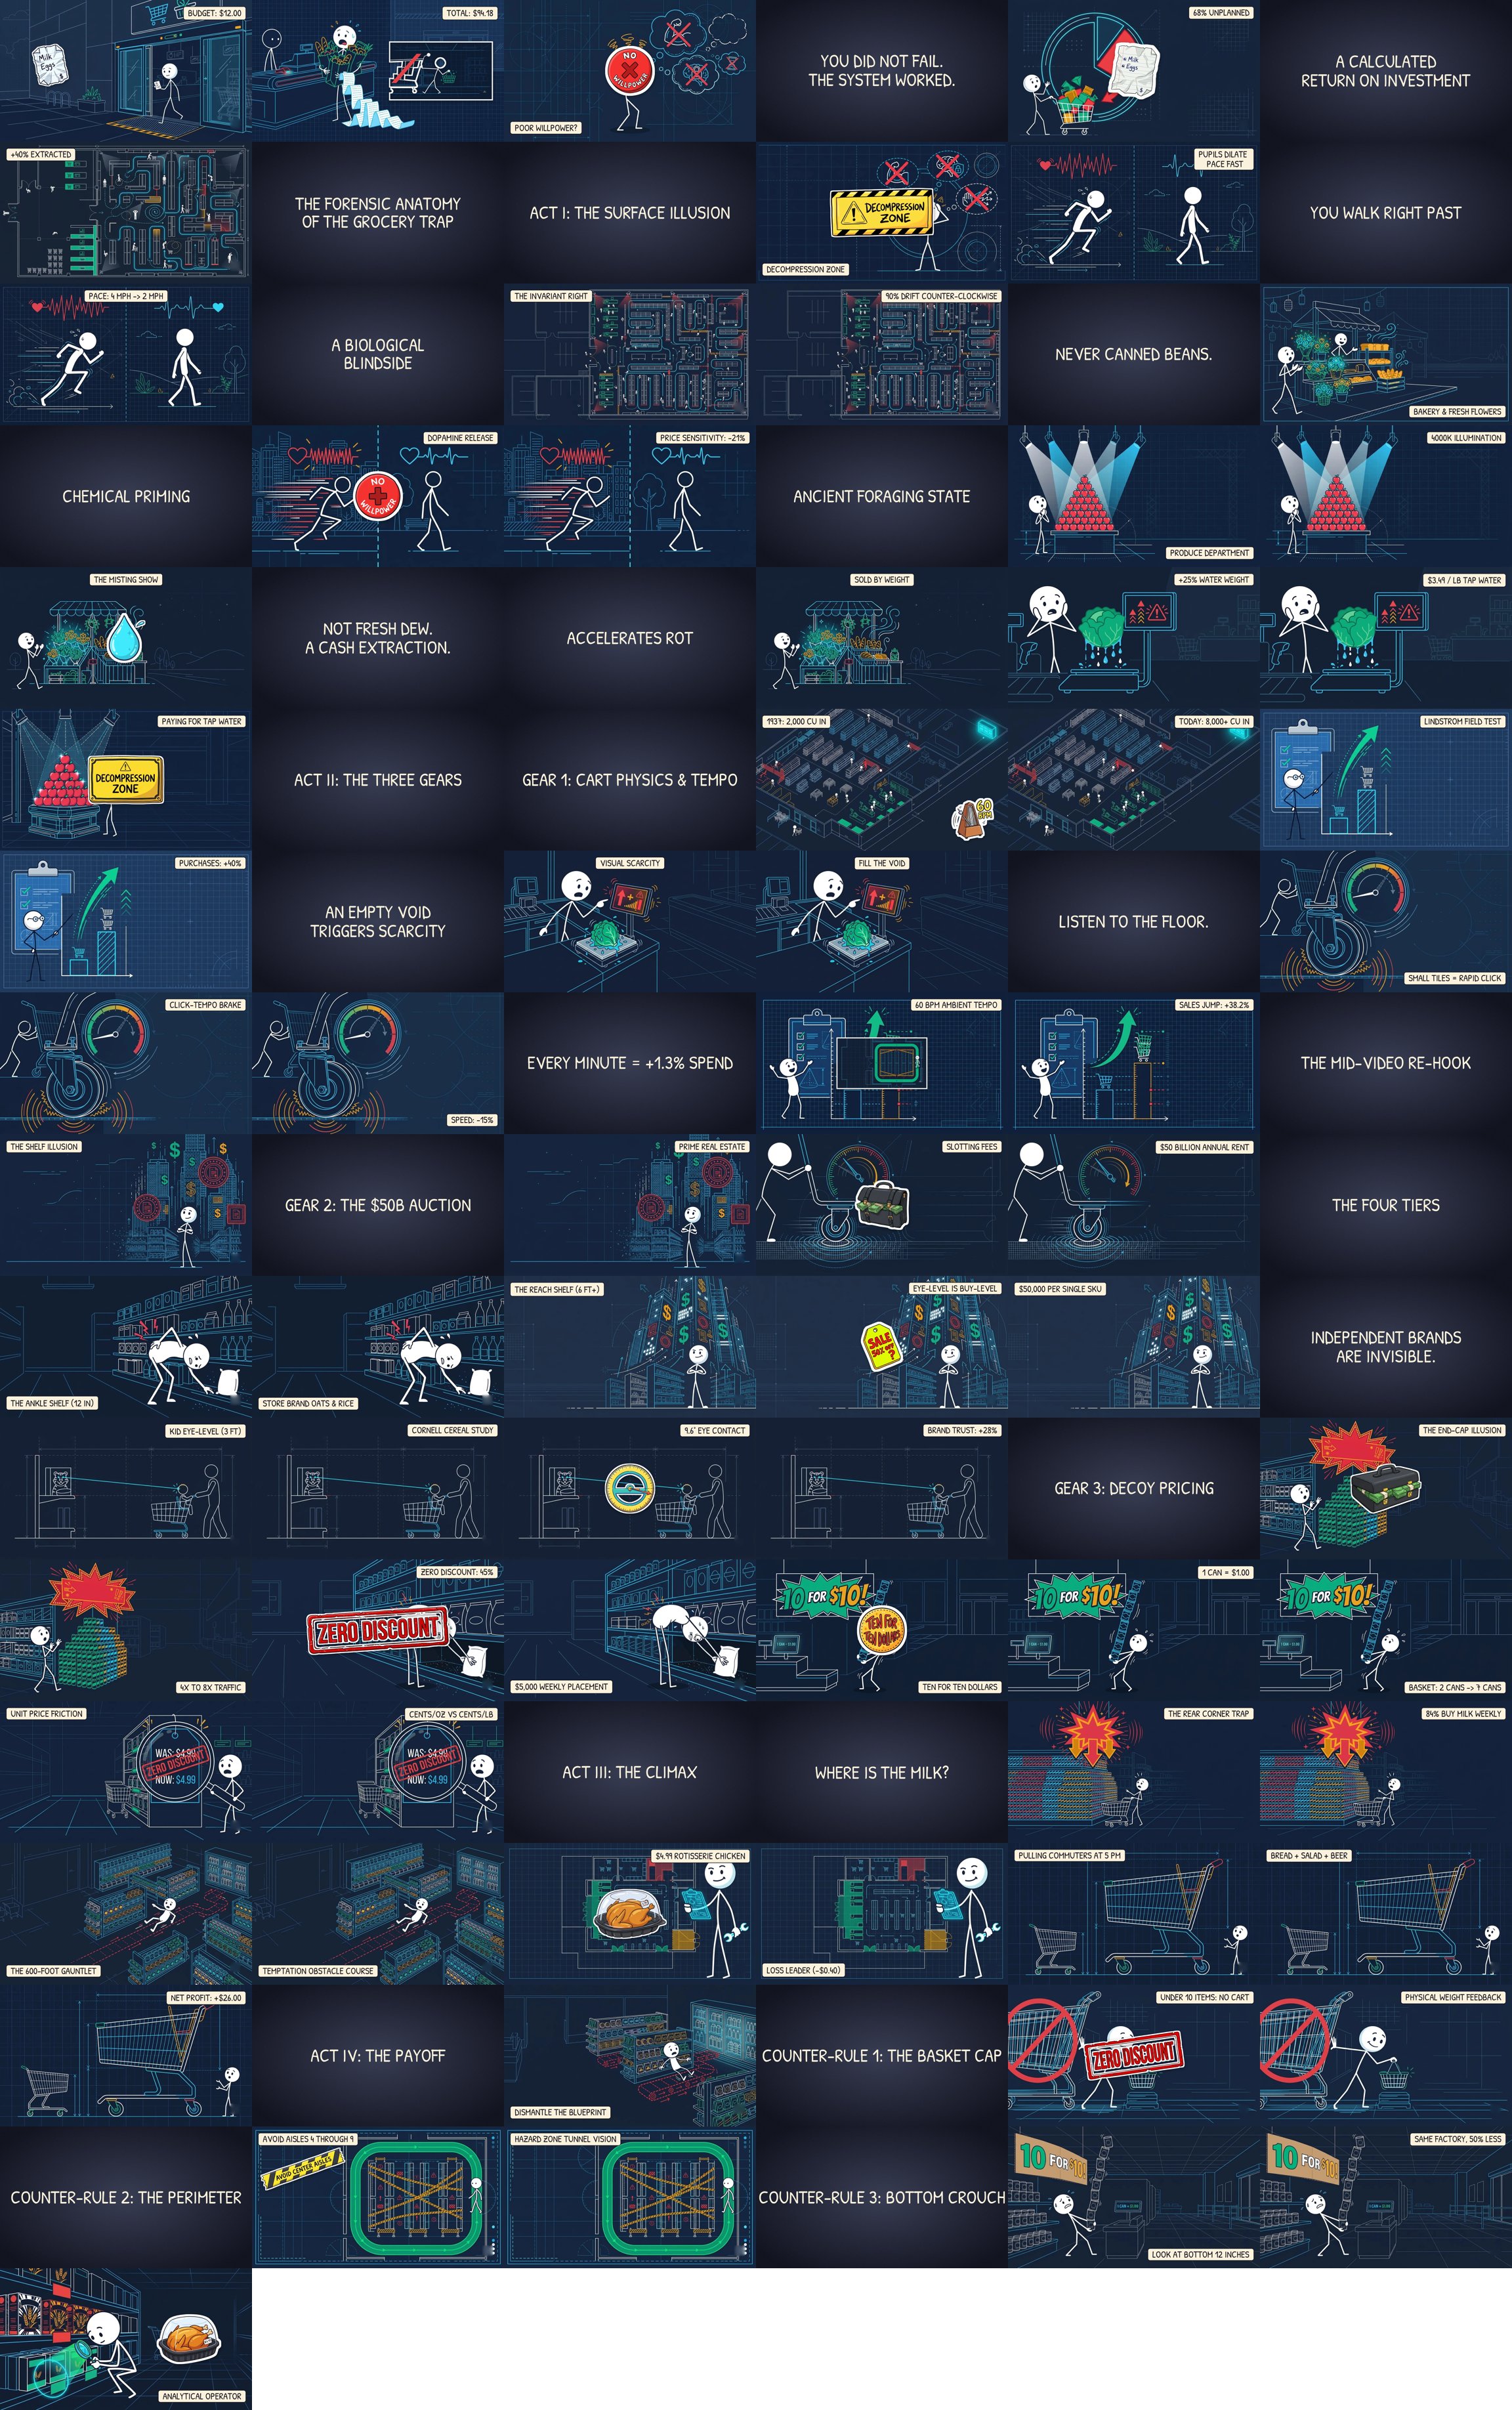 BUDGET: $12.00
Milk
Eggs
TOTAL: $94.18
NO
WILLPOWER
POOR WILLPOWER?
YOU DID NOT FAIL.
THE SYSTEM WORKED.
68% UNPLANNED
Milk
Eggs
A CALCULATED
RETURN ON INVESTMENT
+40% EXTRACTED
THE FORENSIC ANATOMY
OF THE GROCERY TRAP
ACT I: THE SURFACE ILLUSION
DECOMPRESSION
ZONE
DECOMPRESSION ZONE
PUPILS DILATE
PACE FAST
YOU WALK RIGHT PAST
PACE: 4 MPH -> 2 MPH
A BIOLOGICAL
BLINDSIDE
THE INVARIANT RIGHT
90% DRIFT COUNTER-CLOCKWISE
NEVER CANNED BEANS.
BAKERY & FRESH FLOWERS
CHEMICAL PRIMING
DOPAMINE RELEASE
NO
WILLPOWER
PRICE SENSITIVITY: -21%
ANCIENT FORAGING STATE
PRODUCE DEPARTMENT
4000K ILLUMINATION
THE MISTING SHOW
NOT FRESH DEW.
A CASH EXTRACTION.
ACCELERATES ROT
SOLD BY WEIGHT
+25% WATER WEIGHT
$3.49 / LB TAP WATER
PAYING FOR TAP WATER
DECOMPRESSION
ZONE
ACT II: THE THREE GEARS
GEAR 1: CART PHYSICS & TEMPO
1937: 2,000 CU IN
60
BPM
TODAY: 8,000+ CU IN
LINDSTROM FIELD TEST
PURCHASES: +40%
AN EMPTY VOID
TRIGGERS SCARCITY
VISUAL SCARCITY
FILL THE VOID
LISTEN TO THE FLOOR.
SMALL TILES = RAPID CLICK
CLICK-TEMPO BRAKE
SPEED: -15%
EVERY MINUTE = +1.3% SPEND
60 BPM AMBIENT TEMPO
SALES JUMP: +38.2%
THE MID-VIDEO RE-HOOK
THE SHELF ILLUSION
GEAR 2: THE $50B AUCTION
PRIME REAL ESTATE
SLOTTING FEES
$50 BILLION ANNUAL RENT
THE FOUR TIERS
THE ANKLE SHELF (12 IN)
STORE BRAND OATS & RICE
THE REACH SHELF (6 FT+)
EYE-LEVEL IS BUY-LEVEL
SALE
50% OFF
?
$50,000 PER SINGLE SKU
INDEPENDENT BRANDS
ARE INVISIBLE.
KID EYE-LEVEL (3 FT)
CORNELL CEREAL STUDY
9.6° EYE CONTACT
BRAND TRUST: +28%
GEAR 3: DECOY PRICING
THE END-CAP ILLUSION
4X TO 8X TRAFFIC
ZERO DISCOUNT: 45%
ZERO DISCOUNT
$5,000 WEEKLY PLACEMENT
10 FOR $10!
TEN FOR
TEN DOLLARS
TEN FOR TEN DOLLARS
1 CAN = $1.00
10 FOR $10!
10 FOR $10!
BASKET: 2 CANS -> 7 CANS
UNIT PRICE FRICTION
WAS: $4.99
ZERO DISCOUNT
NOW: $4.99
CENTS/OZ VS CENTS/LB
WAS: $4.99
ZERO DISCOUNT
NOW: $4.99
ACT III: THE CLIMAX
WHERE IS THE MILK?
THE REAR CORNER TRAP
84% BUY MILK WEEKLY
THE 600-FOOT GAUNTLET
TEMPTATION OBSTACLE COURSE
$4.99 ROTISSERIE CHICKEN
LOSS LEADER (-$0.40)
PULLING COMMUTERS AT 5 PM
BREAD + SALAD + BEER
NET PROFIT: +$26.00
ACT IV: THE PAYOFF
DISMANTLE THE BLUEPRINT
COUNTER-RULE 1: THE BASKET CAP
UNDER 10 ITEMS: NO CART
ZERO DISCOUNT
PHYSICAL WEIGHT FEEDBACK
COUNTER-RULE 2: THE PERIMETER
AVOID AISLES 4 THROUGH 9
AVOID CENTER AISLES
HAZARD ZONE TUNNEL VISION
COUNTER-RULE 3: BOTTOM CROUCH
10 FOR $10!
LOOK AT BOTTOM 12 INCHES
SAME FACTORY, 50% LESS
10 FOR $10!
ANALYTICAL OPERATOR